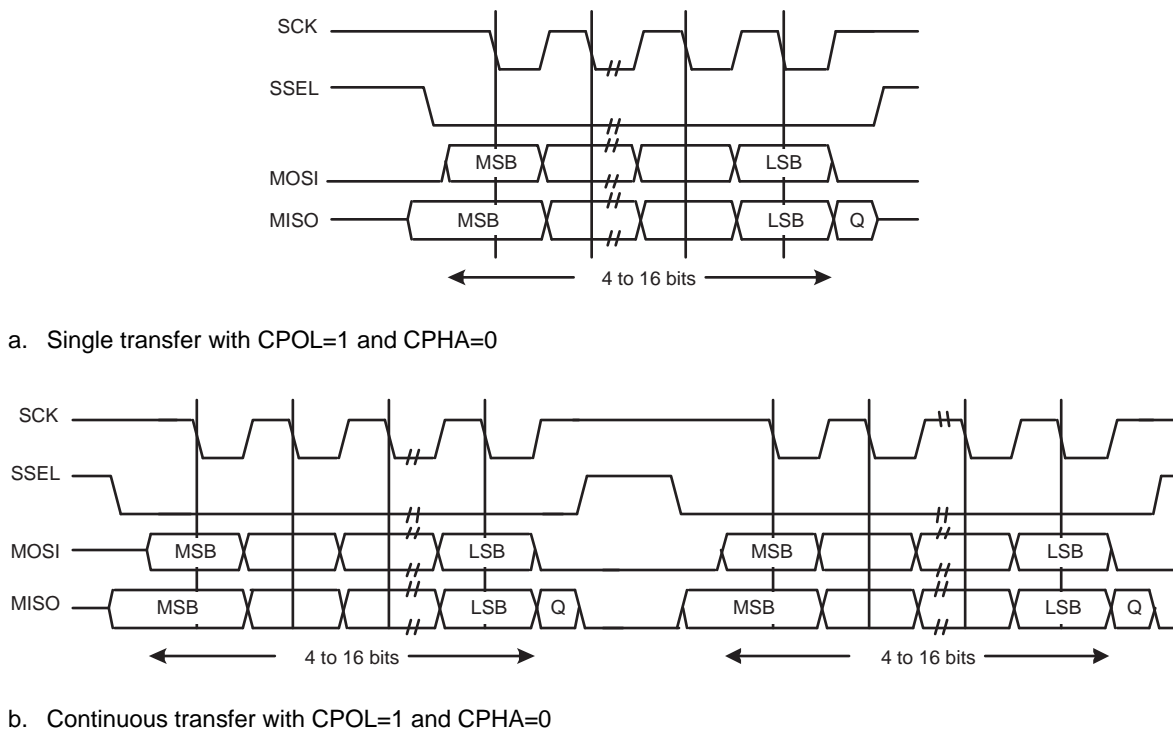 SCK
SSEL
MOSI MSB LSB
MISO MSB LSB Q
4 to 16 bits
a. Single transfer with CPOL=1 and CPHA=0
SCK
SSEL
MOSI MSB LSB MSB LSB
MISO MSB LSB Q MSB LSB Q
4 to 16 bits 4 to 16 bits
b. Continuous transfer with CPOL=1 and CPHA=0